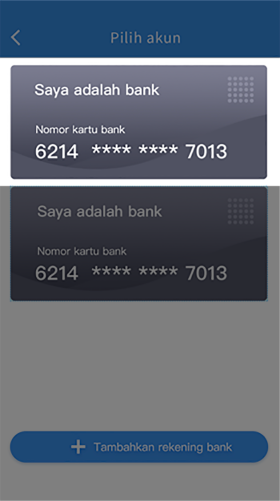 Pilih akun
Saya adalah bank
Nomor kartu bank
6214 **** **** 7013
Saya adalah bank
Nomor kartu bank
6214 **** **** 7013
+ Tambahkan rekening bank